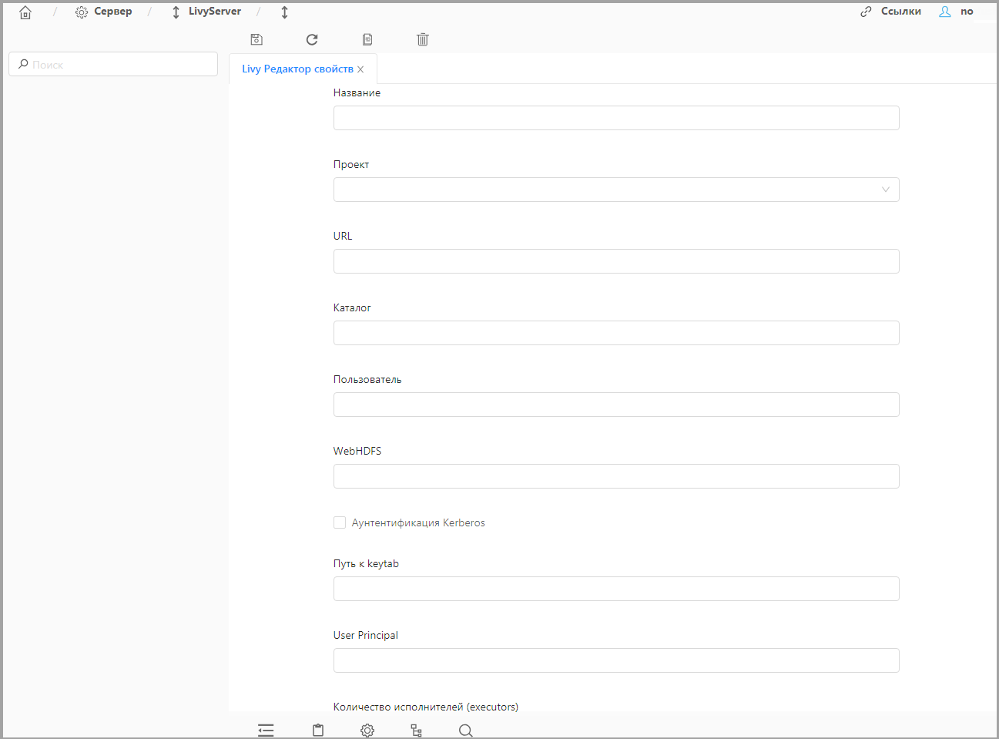 / Сервер / LivyServer / Ссылки no
Поиск
Livy Редактор свойств
Название
Проект
URL
Каталог
Пользователь
WebHDFS
Аунтентификация Kerberos
Путь к keytab
User Principal
Количество исполнителей (executors)